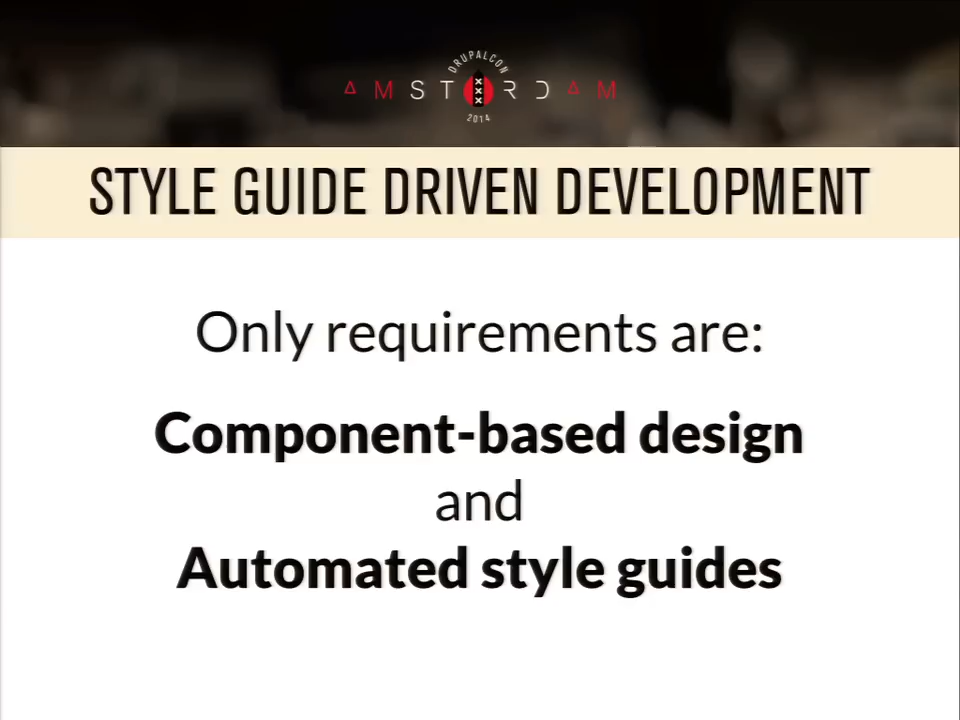 DRUPALCON
AMSTERDAM
2014
STYLE GUIDE DRIVEN DEVELOPMENT
Only requirements are:
Component-based design
and
Automated style guides